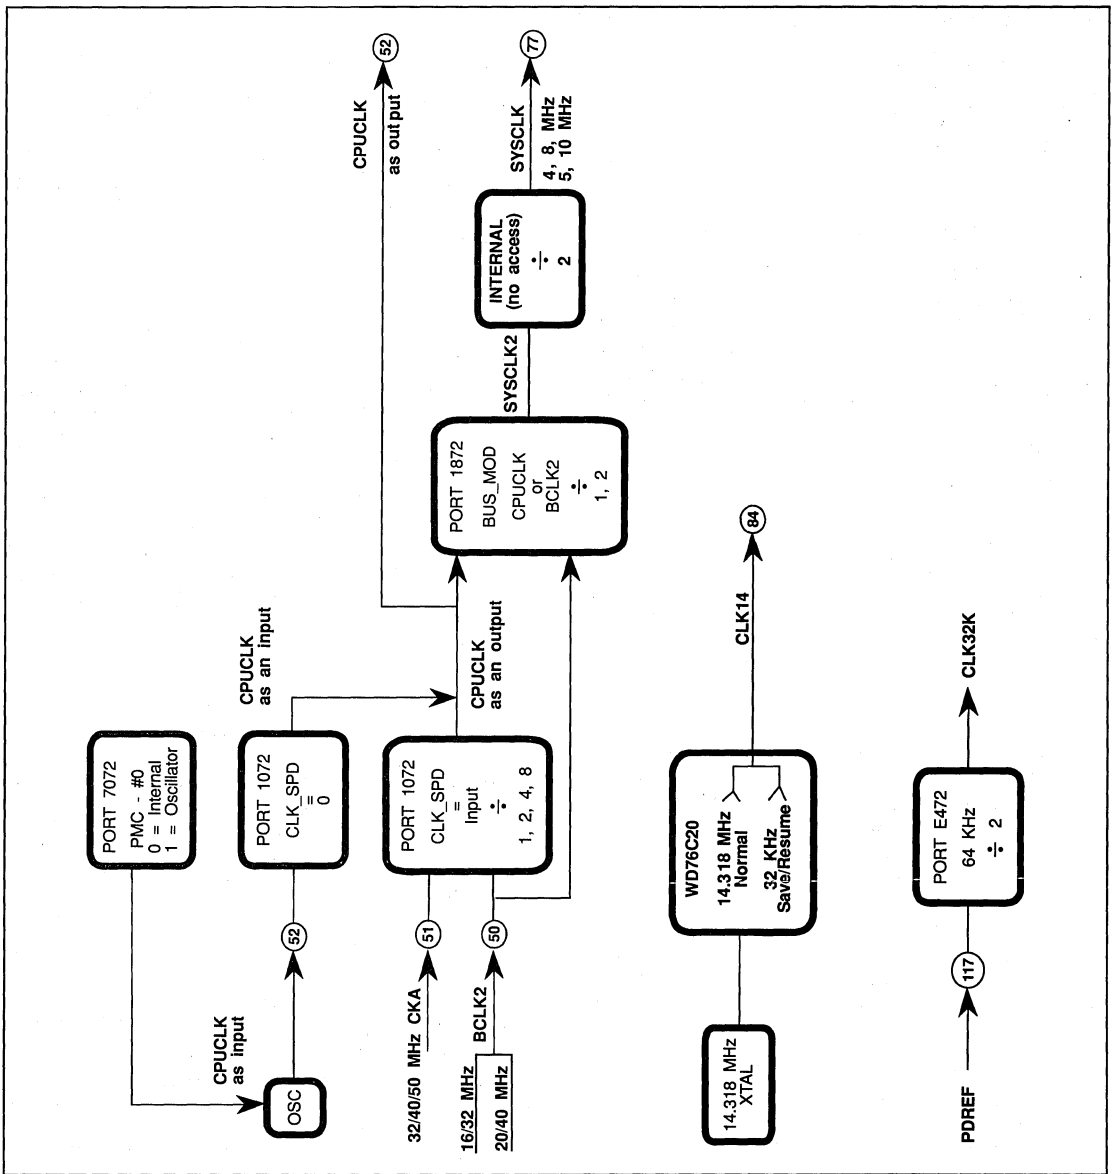 PORT 7072
PMC - #0
0 = Internal
1 = Oscillator
CPUCLK
as input
OSC
52
PORT 1072
CLK_SPD
=
0
CPUCLK
as an input
32/40/50 MHz CKA
51
16/32 MHz
20/40 MHz
BCLK2
50
PORT 1072
CLK_SPD
=
Input
÷
1, 2, 4, 8
CPUCLK
as an output
CPUCLK
as output
52
PORT 1872
BUS_MOD
CPUCLK
or
BCLK2
÷
1, 2
SYSCLK2
INTERNAL
(no access)
÷
2
SYSCLK
4, 8, MHz
5, 10 MHz
77
14.318 MHz
XTAL
WD76C20
14.318 MHz
Normal
32 KHz
Save/Resume
CLK14
84
PDREF
117
PORT E472
64 KHz
÷ 2
CLK32K